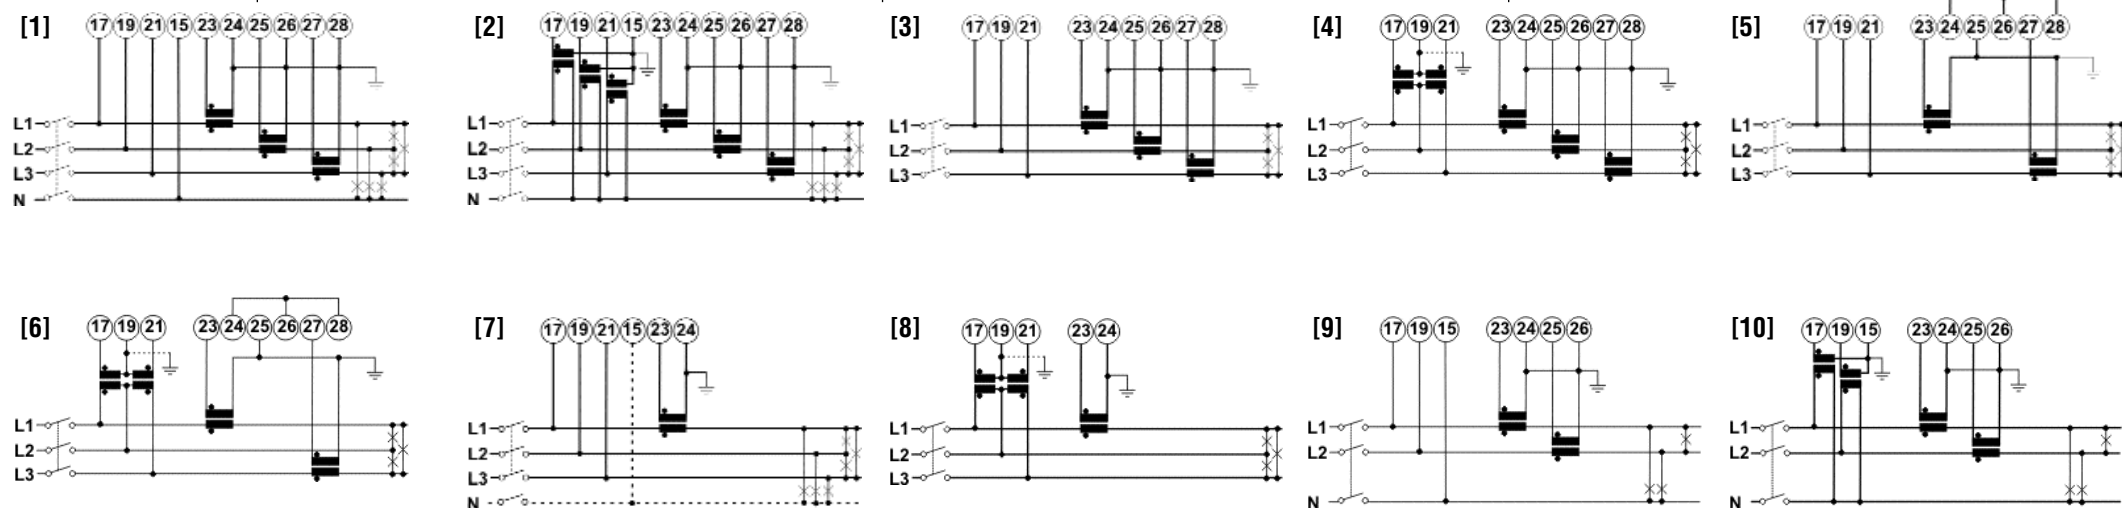 [1] 17 19 21 15 23 24 25 26 27 28
L1
L2
L3
N
[2] 17 19 21 15 23 24 25 26 27 28
L1
L2
L3
N
[3] 17 19 21 23 24 25 26 27 28
L1
L2
L3
[4] 17 19 21 23 24 25 26 27 28
L1
L2
L3
[5] 17 19 21 23 24 25 26 27 28
L1
L2
L3
[6] 17 19 21 23 24 25 26 27 28
L1
L2
L3
[7] 17 19 21 15 23 24
L1
L2
L3
N
[8] 17 19 21 23 24
L1
L2
L3
[9] 17 19 15 23 24 25 26
L1
L2
N
[10] 17 19 15 23 24 25 26
L1
L2
N